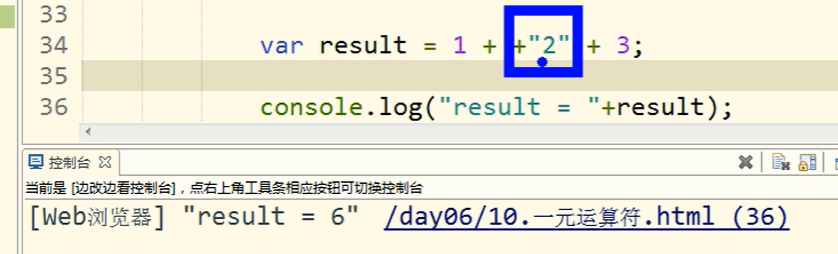 33
34 var result = 1 + +"2" + 3;
35
36 console.log("result = "+result);
控制台
当前是 [边改边看控制台]，点右上角工具条相应按钮可切换控制台
[Web浏览器] "result = 6" /day06/10.一元运算符.html (36)